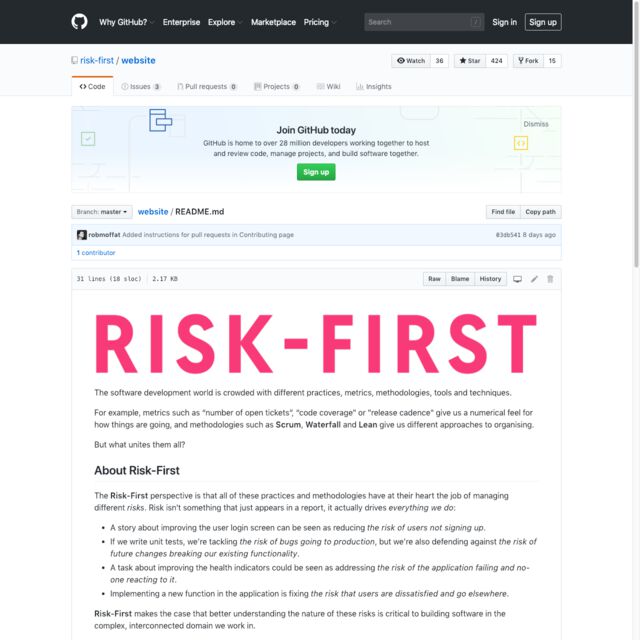 Why GitHub? Enterprise Explore Marketplace Pricing Search / Sign in Sign up
risk-first / website Watch 36 Star 424 Fork 15
Code Issues 3 Pull requests 0 Projects 0 Wiki Insights
Join GitHub today
Dismiss
GitHub is home to over 28 million developers working together to host
and review code, manage projects, and build software together.
Sign up
Branch: master website / README.md Find file Copy path
robmoffat Added instructions for pull requests in Contributing page 03db541 8 days ago
1 contributor
31 lines (18 sloc) 2.17 KB Raw Blame History
RISK-FIRST
The software development world is crowded with different practices, metrics, methodologies, tools and techniques.
For example, metrics such as “number of open tickets”, “code coverage” or "release cadence" give us a numerical feel for
how things are going, and methodologies such as Scrum, Waterfall and Lean give us different approaches to organising.
But what unites them all?
About Risk-First
The Risk-First perspective is that all of these practices and methodologies have at their heart the job of managing
different risks. Risk isn't something that just appears in a report, it actually drives everything we do:
• A story about improving the user login screen can be seen as reducing the risk of users not signing up.
• If we write unit tests, we're tackling the risk of bugs going to production, but we're also defending against the risk of
future changes breaking our existing functionality.
• A task about improving the health indicators could be seen as addressing the risk of the application failing and no-
one reacting to it.
• Implementing a new function in the application is fixing the risk that users are dissatisfied and go elsewhere.
Risk-First makes the case that better understanding the nature of these risks is critical to building software in the
complex, interconnected domain we work in.